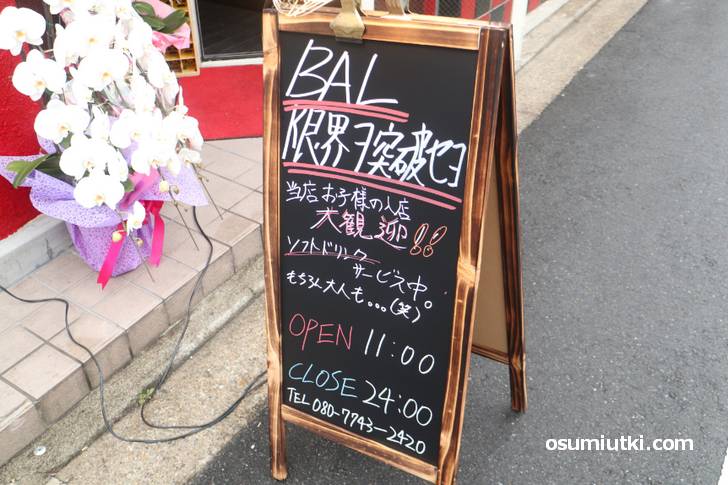 BAL
限界ヲ突破セヨ
当店お子様の入店
大観迎!!
ソフトドリンク
サービス中。
もちろん大人も...(笑)
OPEN 11:00
CLOSE 24:00
TEL 080-7743-2420
osumiutki.com